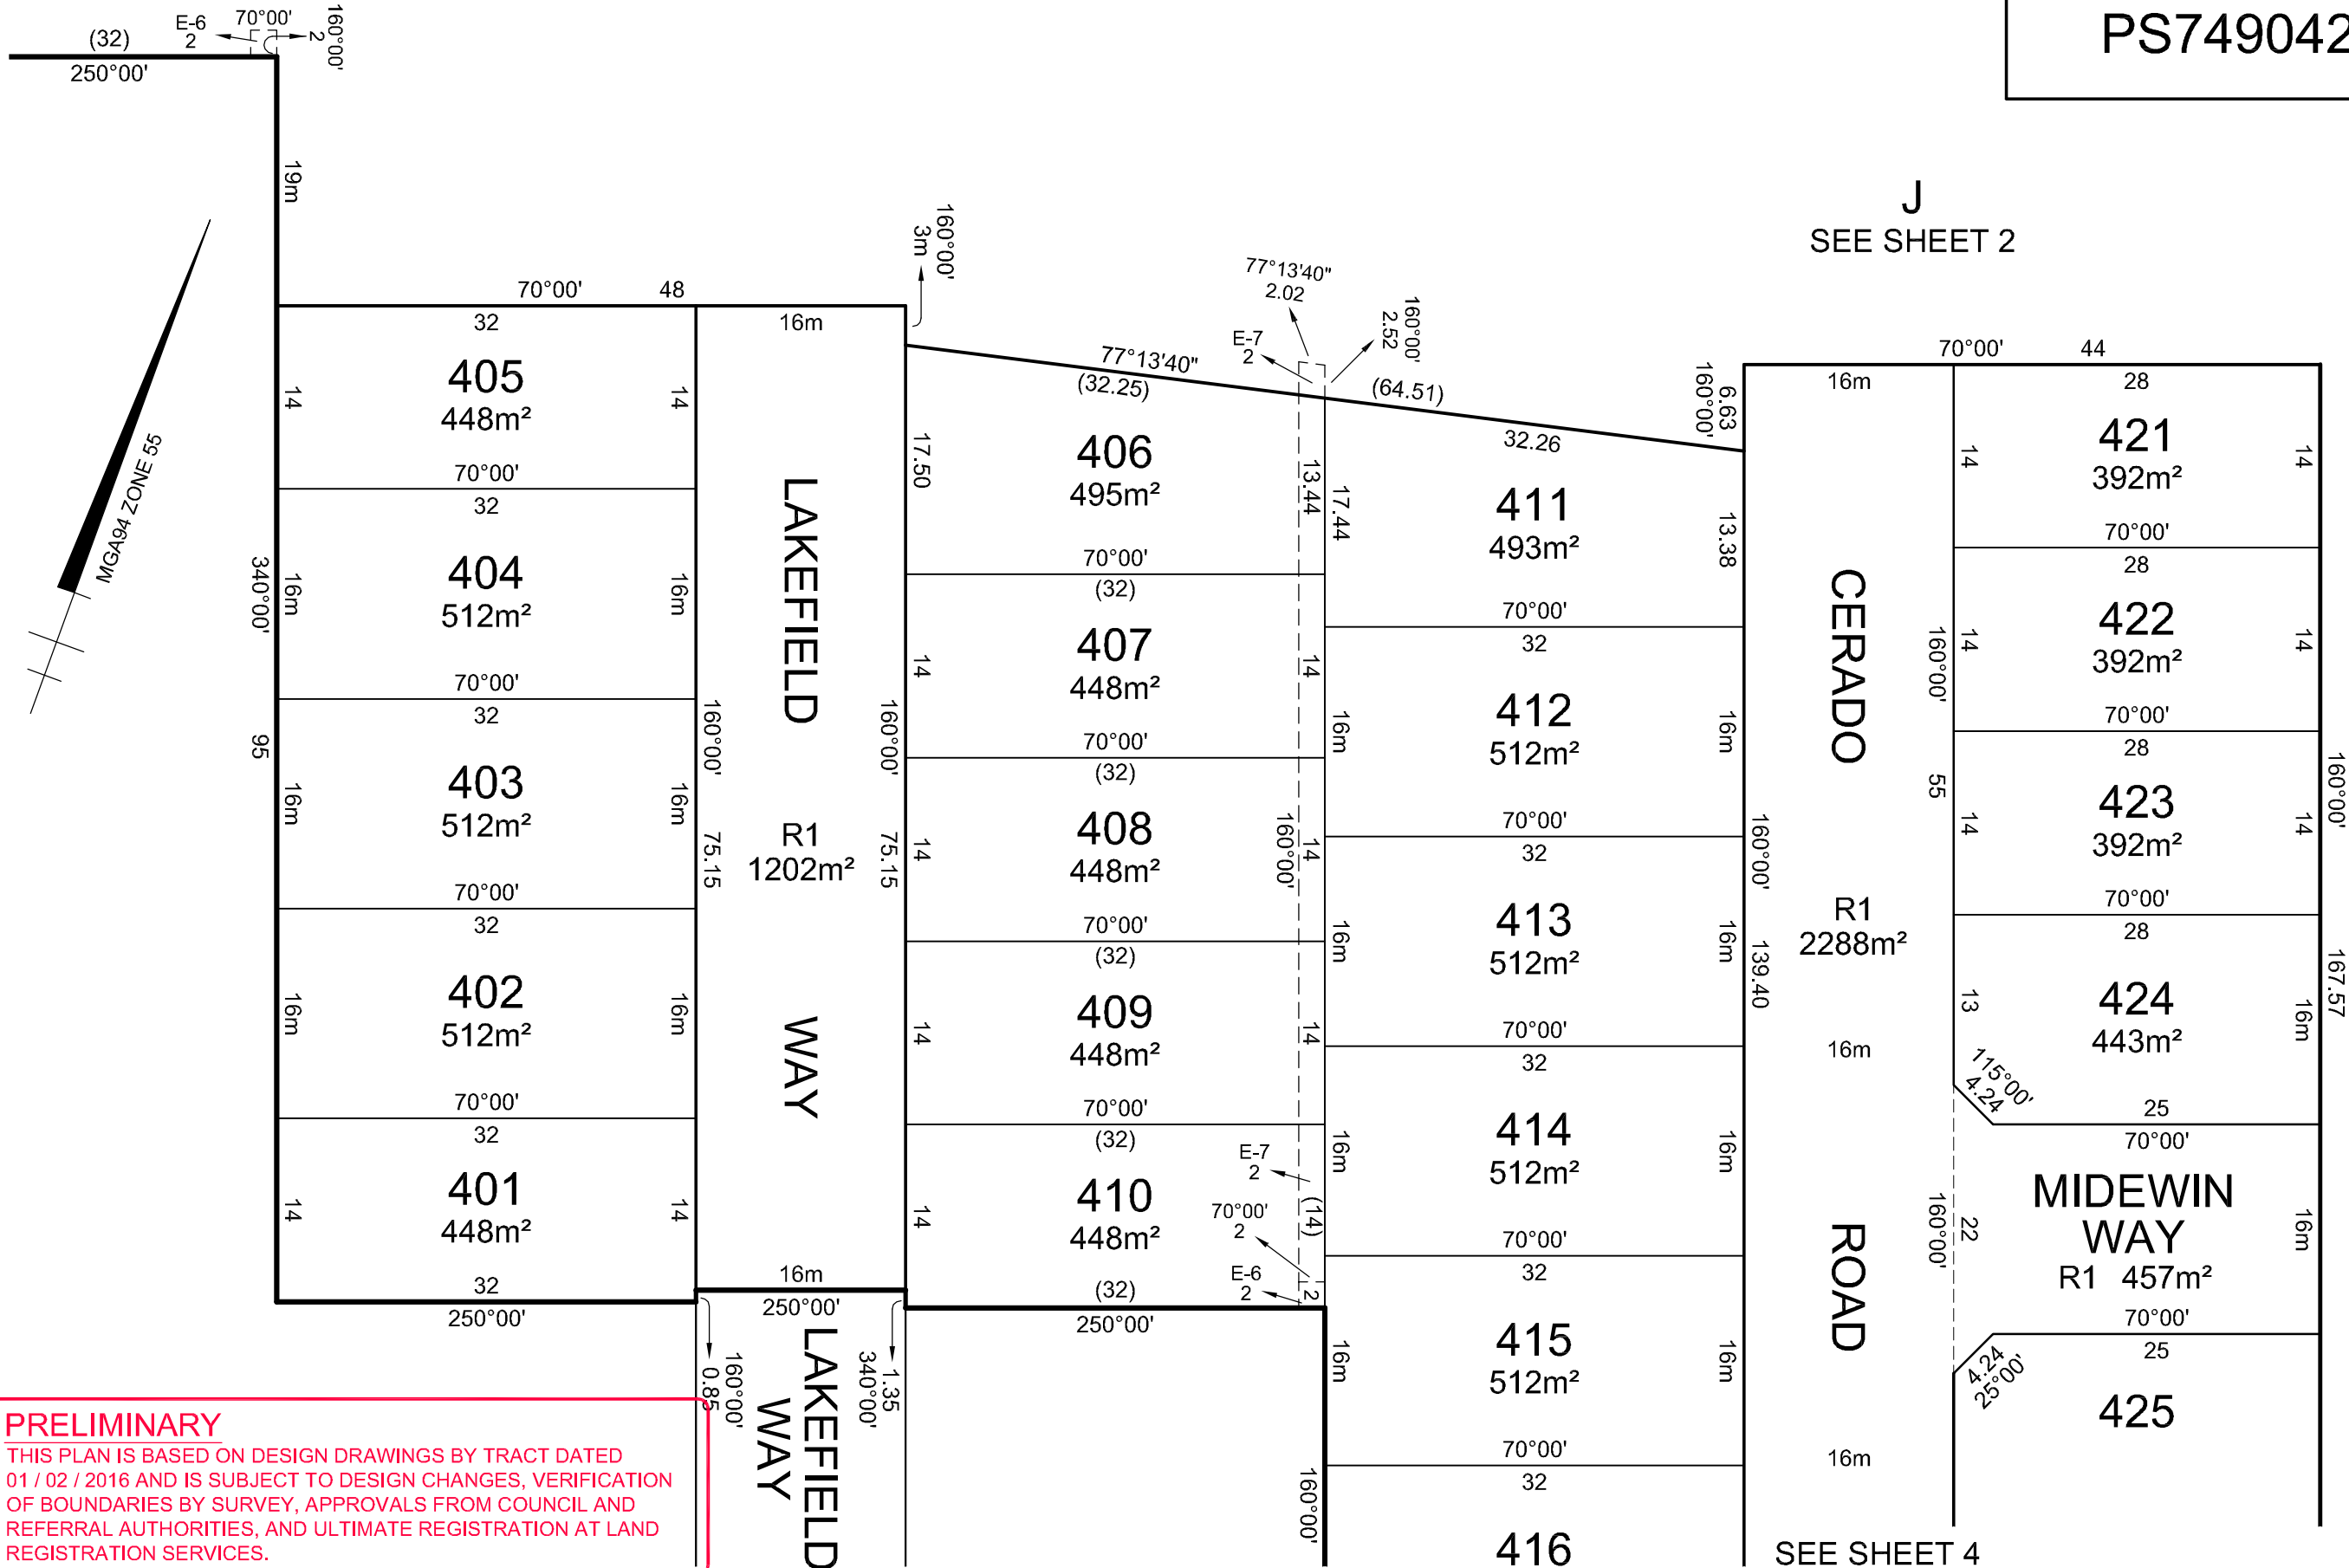 PS749042
(32)
250°00'
E-6
2
70°00'
160°00'
2
19m
MGA94 ZONE 55
J
SEE SHEET 2
70°00' 48
32
405
448m²
14
14
70°00'
32
404
512m²
16m
16m
70°00'
340°00'
95
32
403
512m²
16m
16m
70°00'
32
402
512m²
16m
16m
70°00'
32
401
448m²
14
14
32
250°00'
16m
LAKEFIELD WAY
160°00'
75.15
R1
1202m²
160°00'
75.15
16m
250°00'
160°00'
0.85
1.35
340°00'
LAKEFIELD
WAY
160°00'
3m
77°13'40"
(32.25)
17.50
406
495m²
13.44
70°00'
(32)
407
448m²
14
14
70°00'
(32)
408
448m²
14
14
160°00'
70°00'
(32)
409
448m²
14
14
70°00'
(32)
410
448m²
14
(14)
E-7
2
70°00'
2
E-6
2
2
(32)
250°00'
77°13'40"
2.02
E-7
2
160°00'
2.52
(64.51)
32.26
160°00'
6.63
17.44
411
493m²
13.38
70°00'
32
412
512m²
16m
16m
70°00'
32
413
512m²
16m
16m
70°00'
32
414
512m²
16m
16m
70°00'
32
415
512m²
16m
16m
70°00'
32
416
160°00'
16m
CERADO ROAD
160°00'
139.40
R1
2288m²
16m
16m
160°00'
55
160°00'
22
70°00' 44
28
421
392m²
14
14
70°00'
28
422
392m²
14
14
70°00'
28
423
392m²
14
14
70°00'
28
424
443m²
13
16m
115°00'
4.24
25
70°00'
160°00'
167.57
MIDEWIN
WAY
R1 457m²
16m
70°00'
25
4.24
25°00'
425
SEE SHEET 4
PRELIMINARY
THIS PLAN IS BASED ON DESIGN DRAWINGS BY TRACT DATED
01 / 02 / 2016 AND IS SUBJECT TO DESIGN CHANGES, VERIFICATION
OF BOUNDARIES BY SURVEY, APPROVALS FROM COUNCIL AND
REFERRAL AUTHORITIES, AND ULTIMATE REGISTRATION AT LAND
REGISTRATION SERVICES.